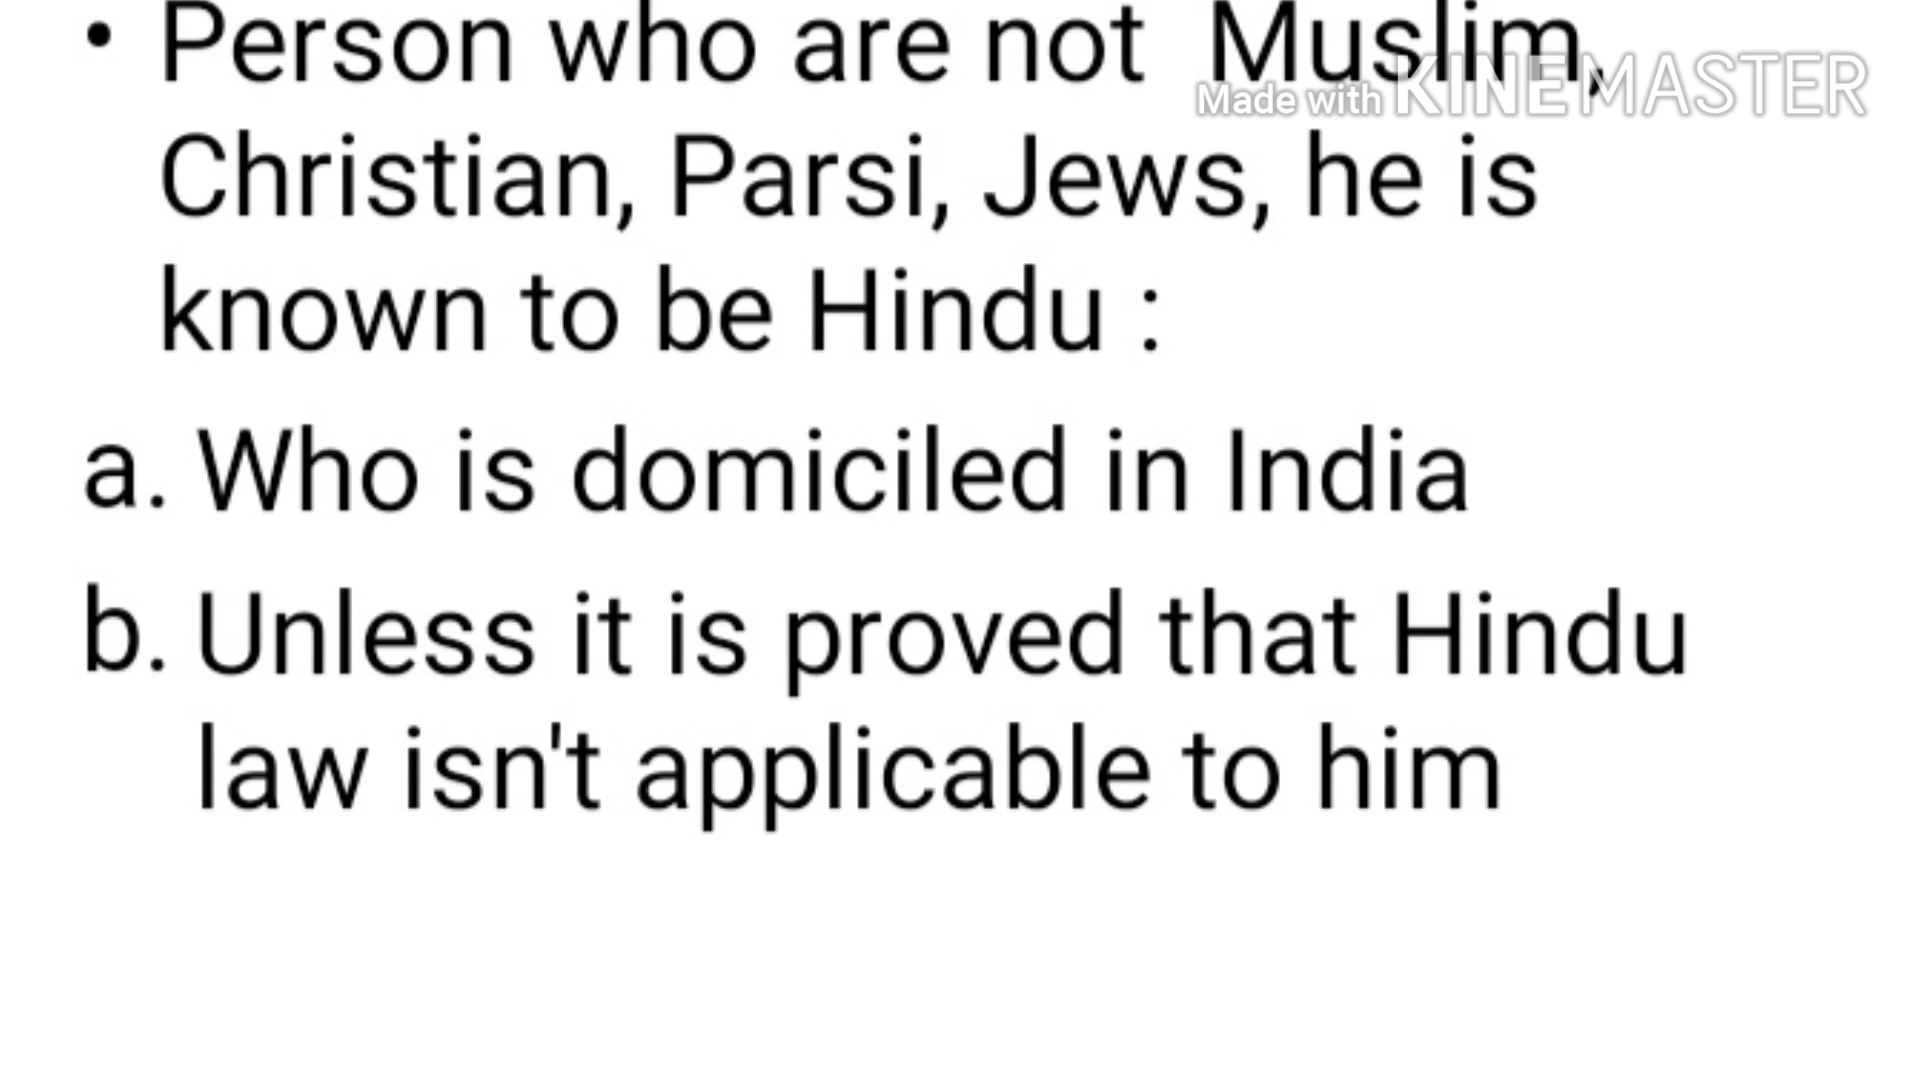 • Person who are not Muslim,
Made with KINEMASTER
Christian, Parsi, Jews, he is
known to be Hindu :
a. Who is domiciled in India
b. Unless it is proved that Hindu
law isn't applicable to him